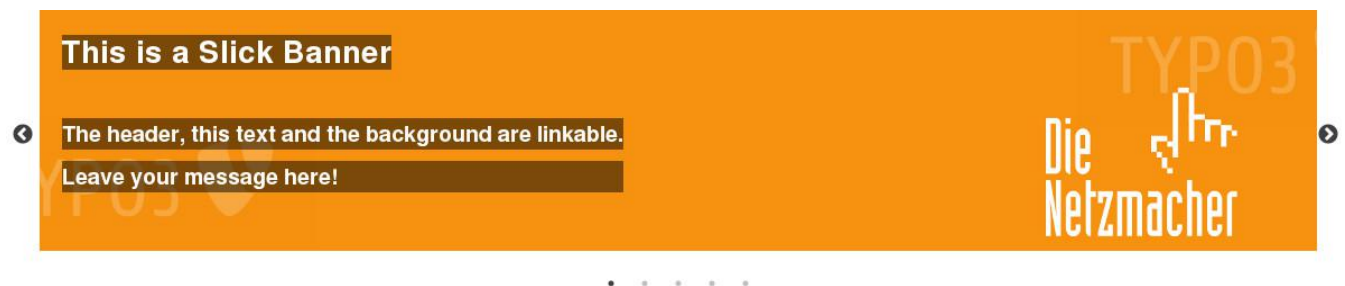 This is a Slick Banner
TYPO3
The header, this text and the background are linkable.
Leave your message here!
YPO3
Die
Netzmacher